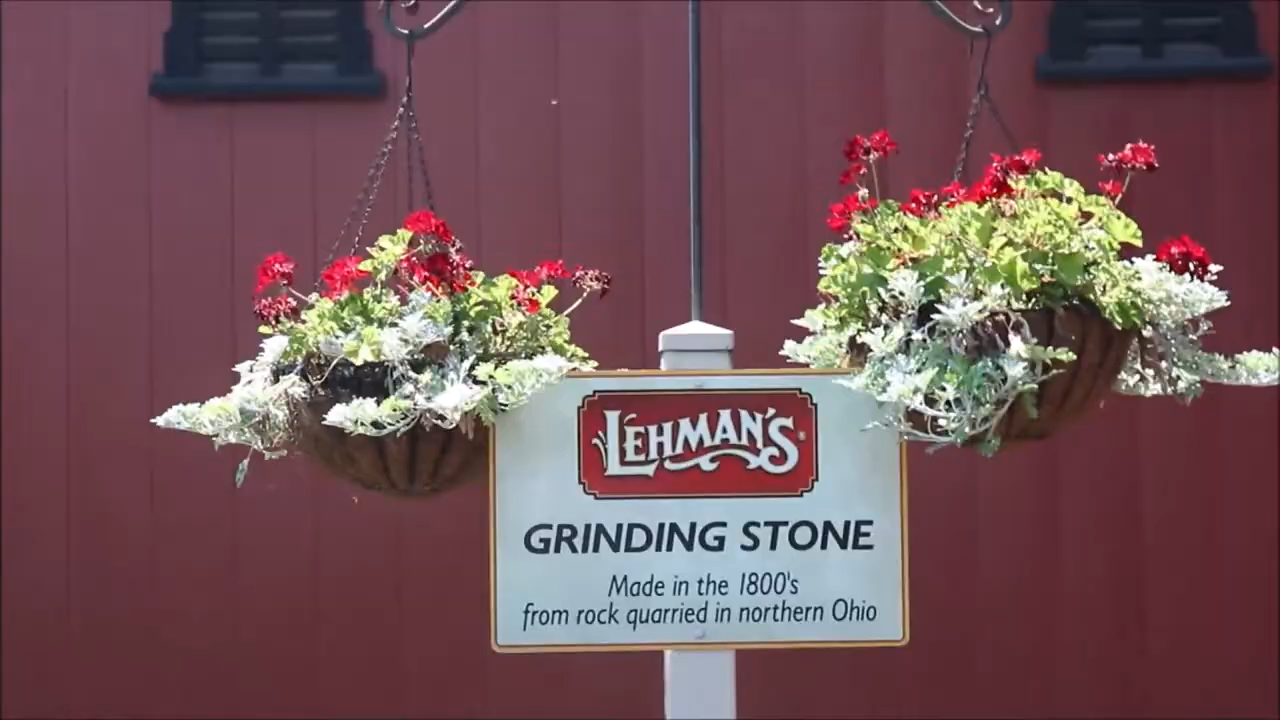 LEHMAN'S
GRINDING STONE
Made in the 1800's
from rock quarried in northern Ohio